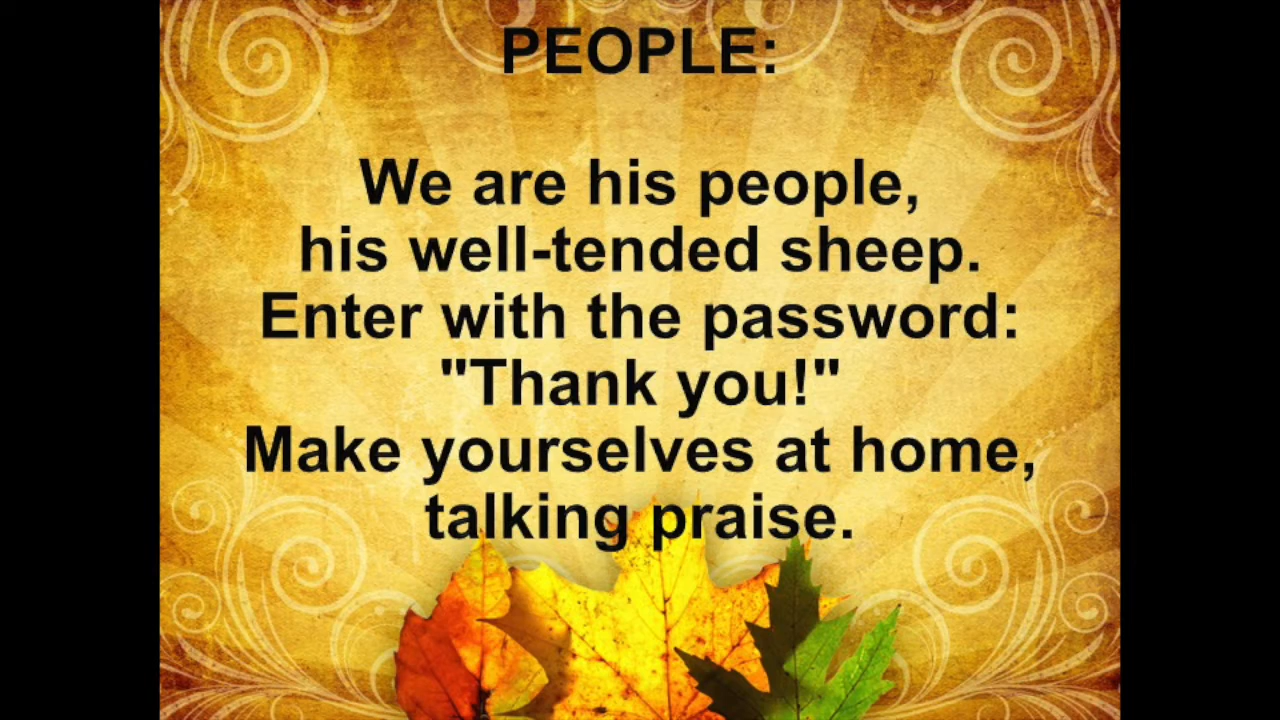 PEOPLE:
We are his people,
his well-tended sheep.
Enter with the password:
"Thank you!"
Make yourselves at home,
talking praise.